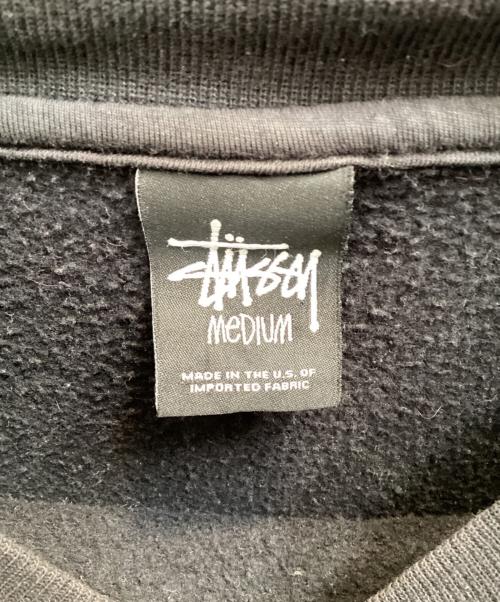 Stüssy
MEDIUM
MADE IN THE U.S. OF
IMPORTED FABRIC